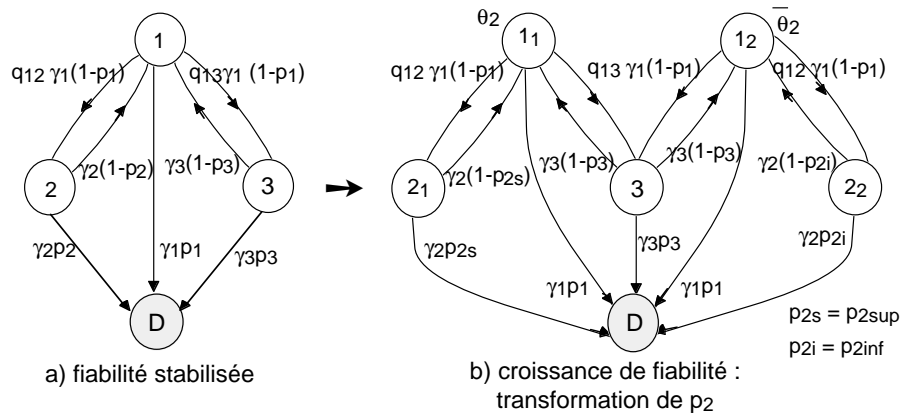 1
q12 γ1(1-p1)
q13γ1 (1-p1)
γ2(1-p2)
γ3(1-p3)
2
3
γ2p2
γ1p1
γ3p3
D
a) fiabilité stabilisée
θ2
11
12
θ̅2
q12 γ1(1-p1)
q13 γ1(1-p1)
q12 γ1(1-p1)
γ2(1-p2s)
γ3(1-p3)
γ3(1-p3)
γ2(1-p2i)
21
3
22
γ2p2s
γ1p1
γ3p3
γ1p1
γ2p2i
D
p2s = p2sup
p2i = p2inf
b) croissance de fiabilité :
transformation de p2